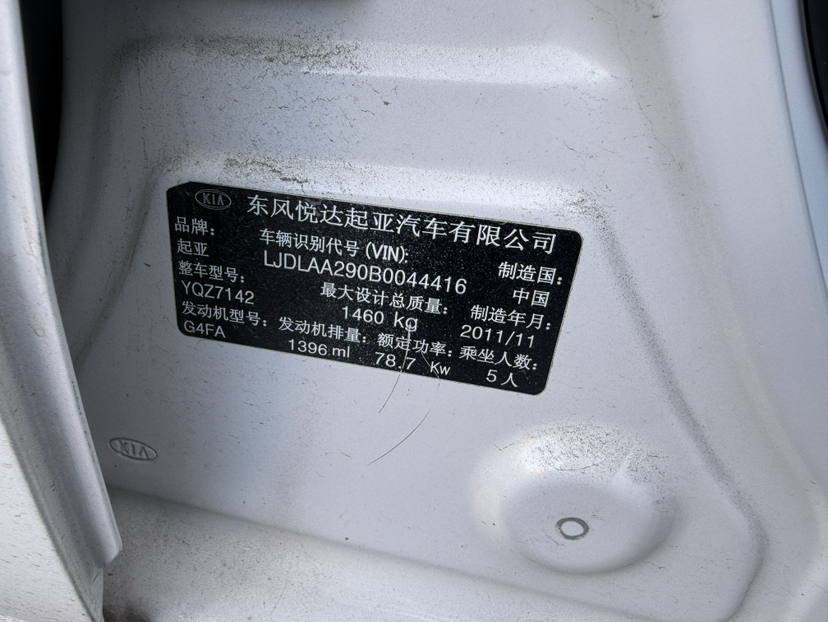 KIA 东风悦达起亚汽车有限公司
品牌: 车辆识别代号(VIN): 制造国:
起亚 LJDLAA290B0044416 中国
整车型号: 最大设计总质量: 制造年月:
YQZ7142 1460 kg 2011/11
发动机型号: 发动机排量: 额定功率: 乘坐人数:
G4FA 1396 ml 78.7 Kw 5人
KIA